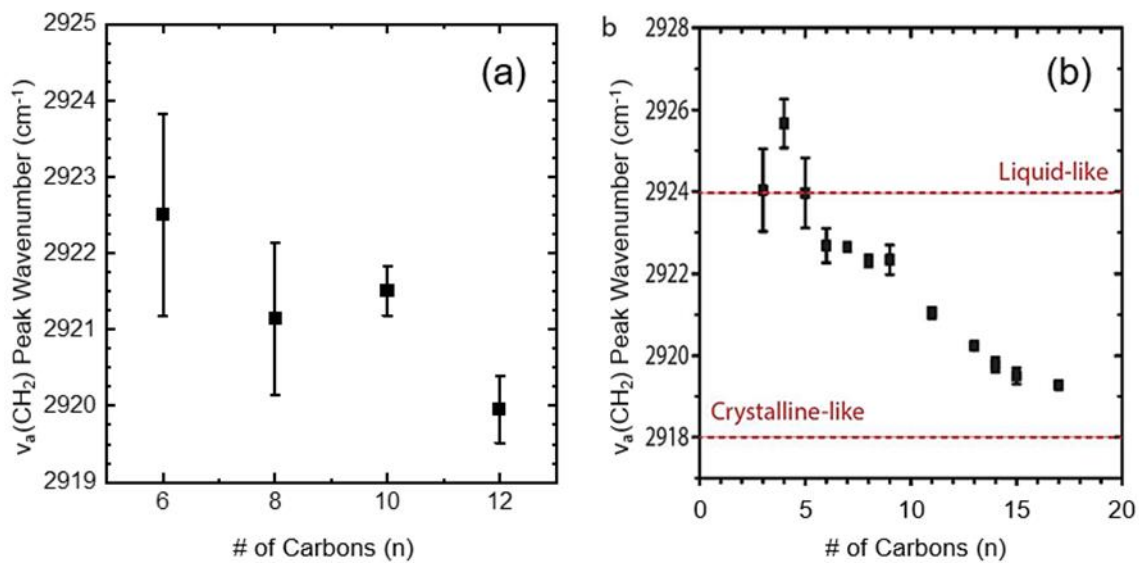 (a)
2925
2924
2923
2922
2921
2920
2919
6 8 10 12
# of Carbons (n)
νₐ(CH₂) Peak Wavenumber (cm⁻¹)
b
(b)
2928
2926
2924
2922
2920
2918
Liquid-like
Crystalline-like
0 5 10 15 20
# of Carbons (n)
νₐ(CH₂) Peak Wavenumber (cm⁻¹)